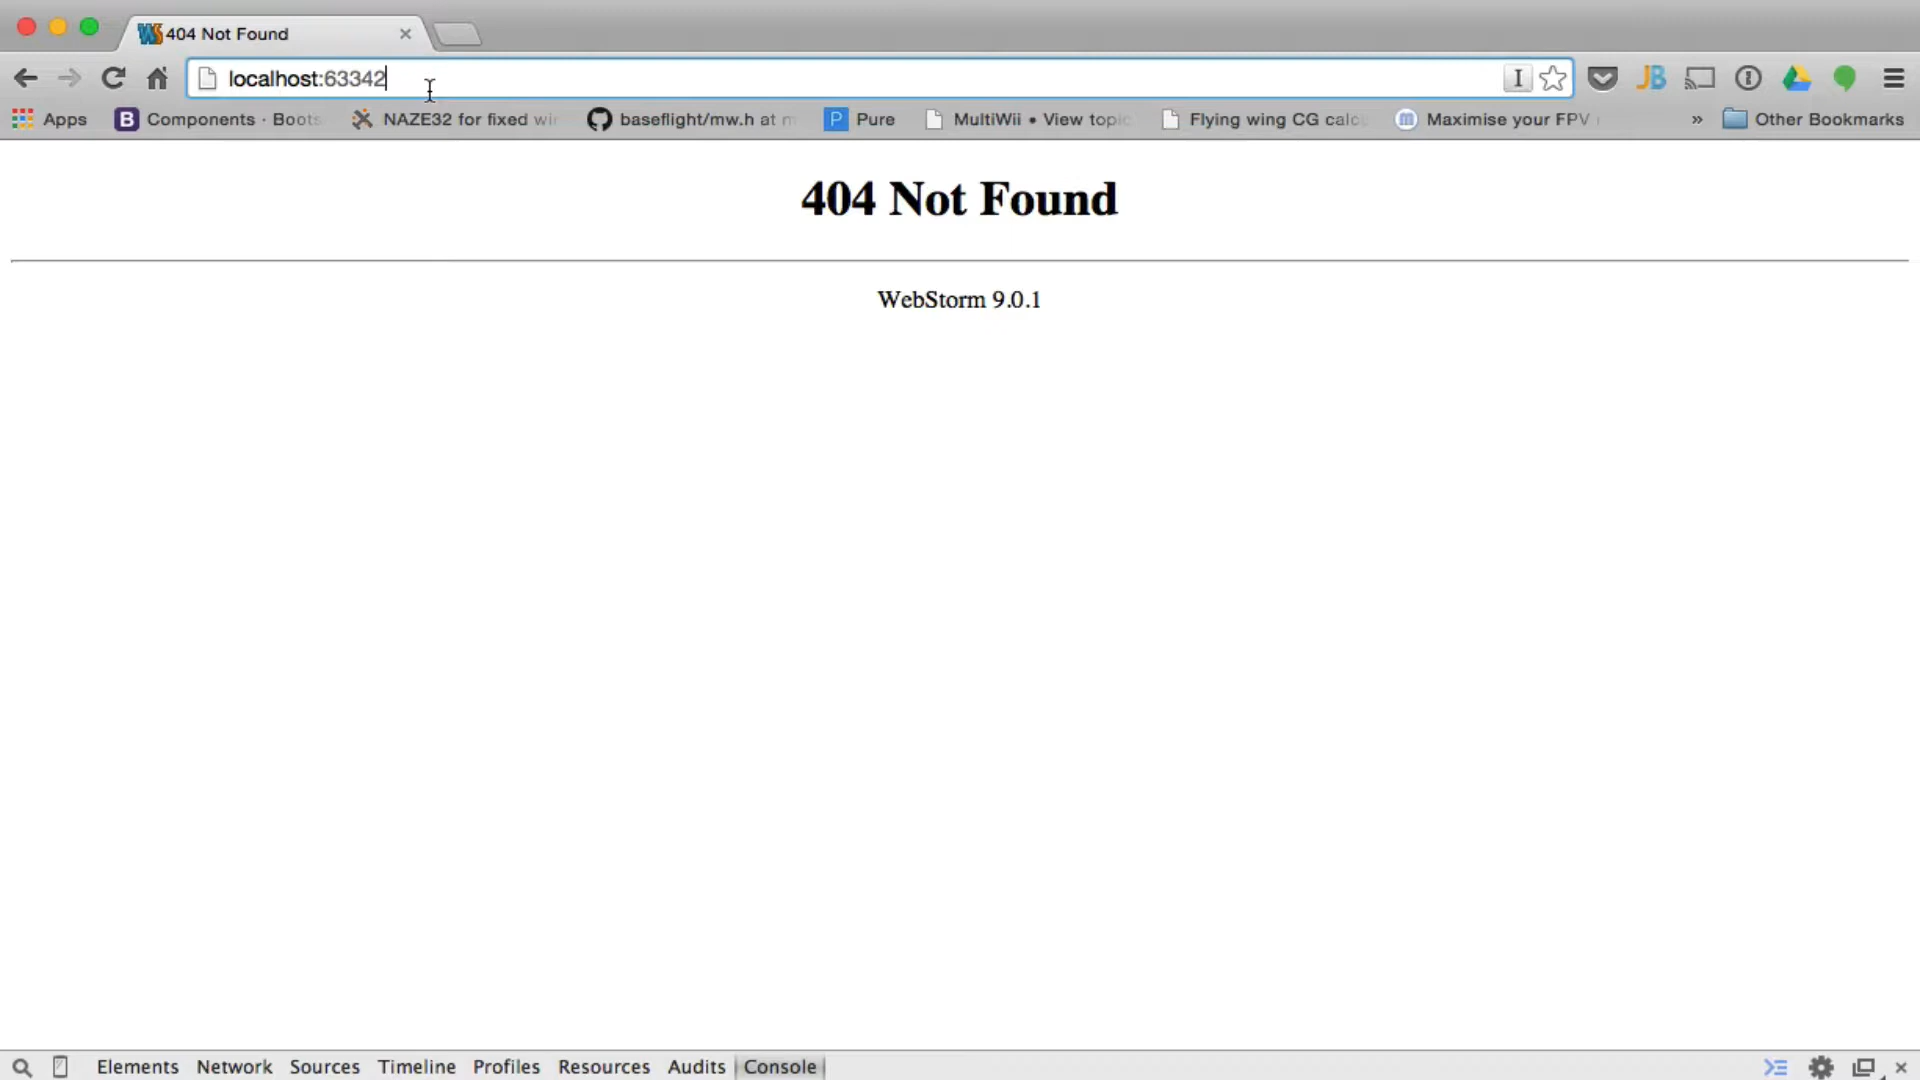 404 Not Found
localhost:63342
Apps
Components · Boots
NAZE32 for fixed
baseflight/mw.h at
Pure
MultiWii • View topic
Flying wing CG calc
Maximise your FPV
»
Other Bookmarks
404 Not Found
WebStorm 9.0.1
Elements Network Sources Timeline Profiles Resources Audits Console